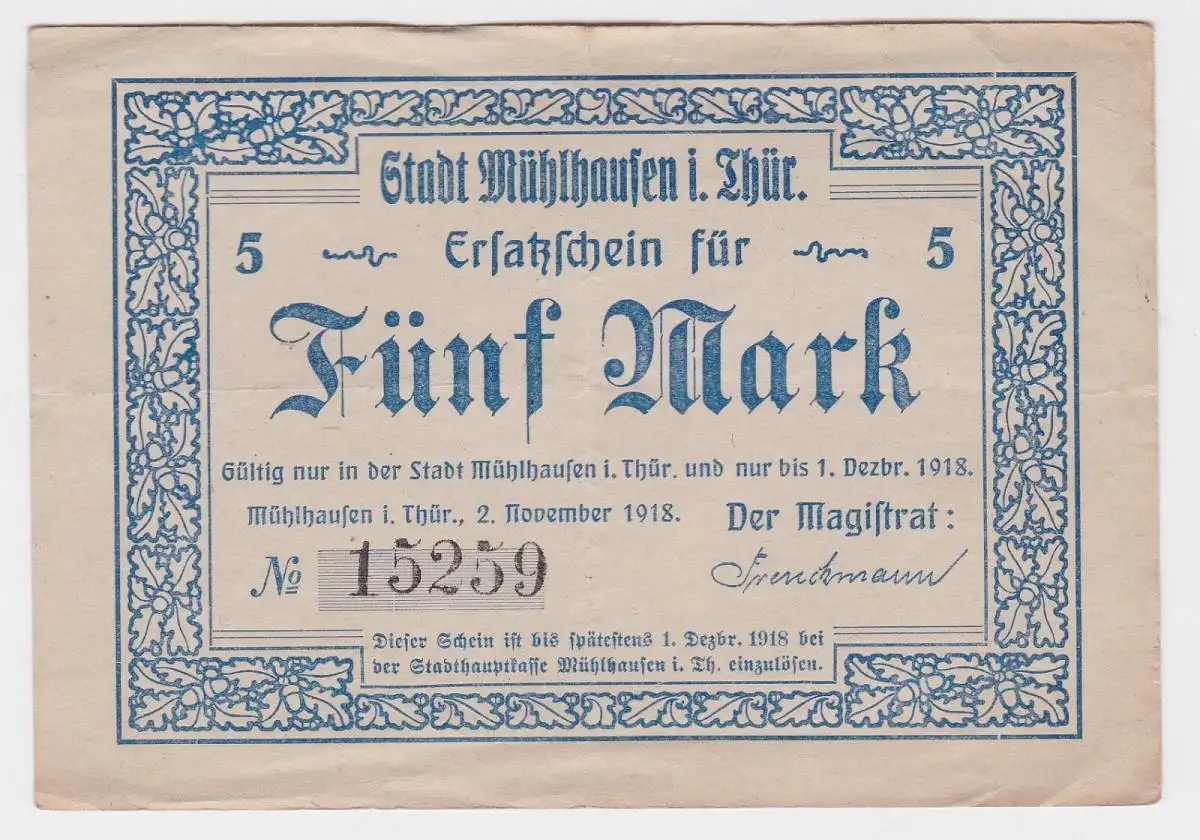 Stadt Mühlhausen i. Thür.
5 Ersatzschein für 5
Fünf Mark
Gültig nur in der Stadt Mühlhausen i. Thür. und nur bis 1. Dezbr. 1918.
Mühlhausen i. Thür., 2. November 1918. Der Magistrat:
№ 15259 Trenckmann
Dieser Schein ist bis spätestens 1. Dezbr. 1918 bei
der Stadthauptkasse Mühlhausen i. Th. einzulösen.